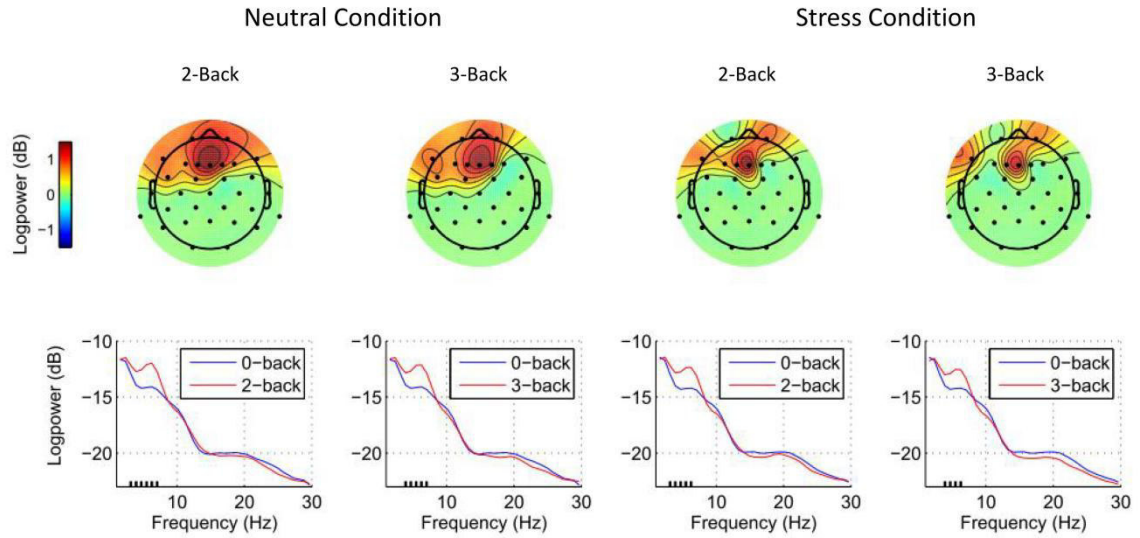 Neutral Condition
Stress Condition
2-Back
3-Back
2-Back
3-Back
Logpower (dB)
1
0
−1
Logpower (dB)
−10
−15
−20
0−back
2−back
10
20
30
Frequency (Hz)
−10
−15
−20
0−back
3−back
10
20
30
Frequency (Hz)
−10
−15
−20
0−back
2−back
10
20
30
Frequency (Hz)
−10
−15
−20
0−back
3−back
10
20
30
Frequency (Hz)